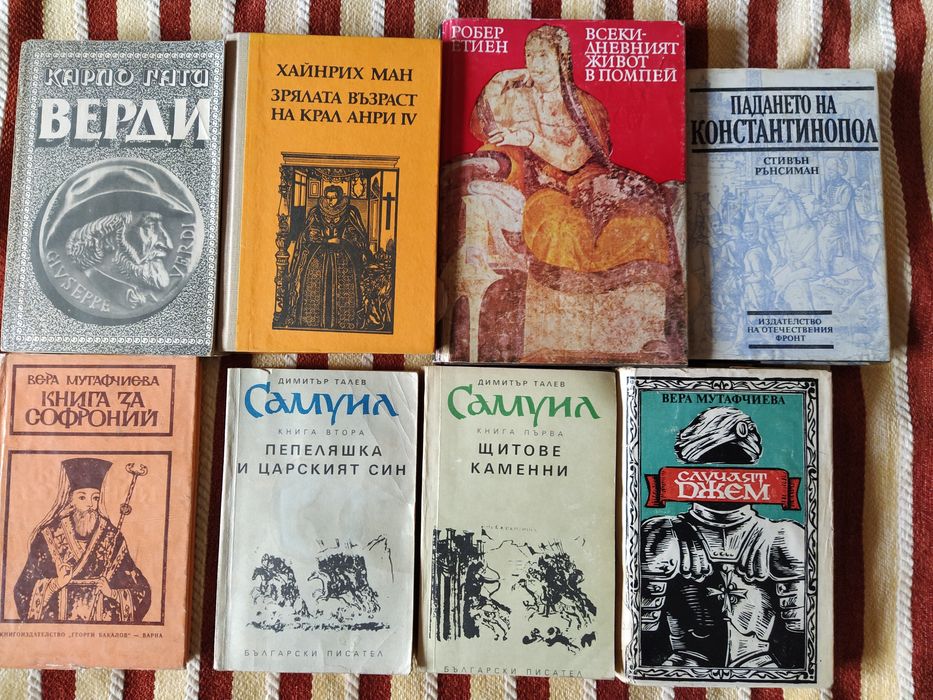 КАРЛО ГАТИ
ВЕРДИ
GIUSEPPE VERDI
ХАЙНРИХ МАН
ЗРЯЛАТА ВЪЗРАСТ
НА КРАЛ АНРИ IV
РОБЕР
ЕТИЕН
ВСЕКИ-
ДНЕВНИЯТ
ЖИВОТ
В ПОМПЕЙ
ПАДАНЕТО НА
КОНСТАНТИНОПОЛ
СТИВЪН
РЪНСИМАН
ИЗДАТЕЛСТВО
НА ОТЕЧЕСТВЕНИЯ
ФРОНТ
ВЕРА МУТАФЧИЕВА
КНИГА ЗА
СОФРОНИЙ
КНИГОИЗДАТЕЛСТВО „ГЕОРГИ БАКАЛОВ" – ВАРНА
ДИМИТЪР ТАЛЕВ
Самуил
КНИГА ВТОРА
ПЕПЕЛЯШКА
И ЦАРСКИЯТ СИН
БЪЛГАРСКИ ПИСАТЕЛ
ДИМИТЪР ТАЛЕВ
Самуил
КНИГА ПЪРВА
ЩИТОВЕ
КАМЕННИ
БЪЛГАРСКИ ПИСАТЕЛ
ВЕРА МУТАФЧИЕВА
СЛУЧАЯТ
ДЖЕМ